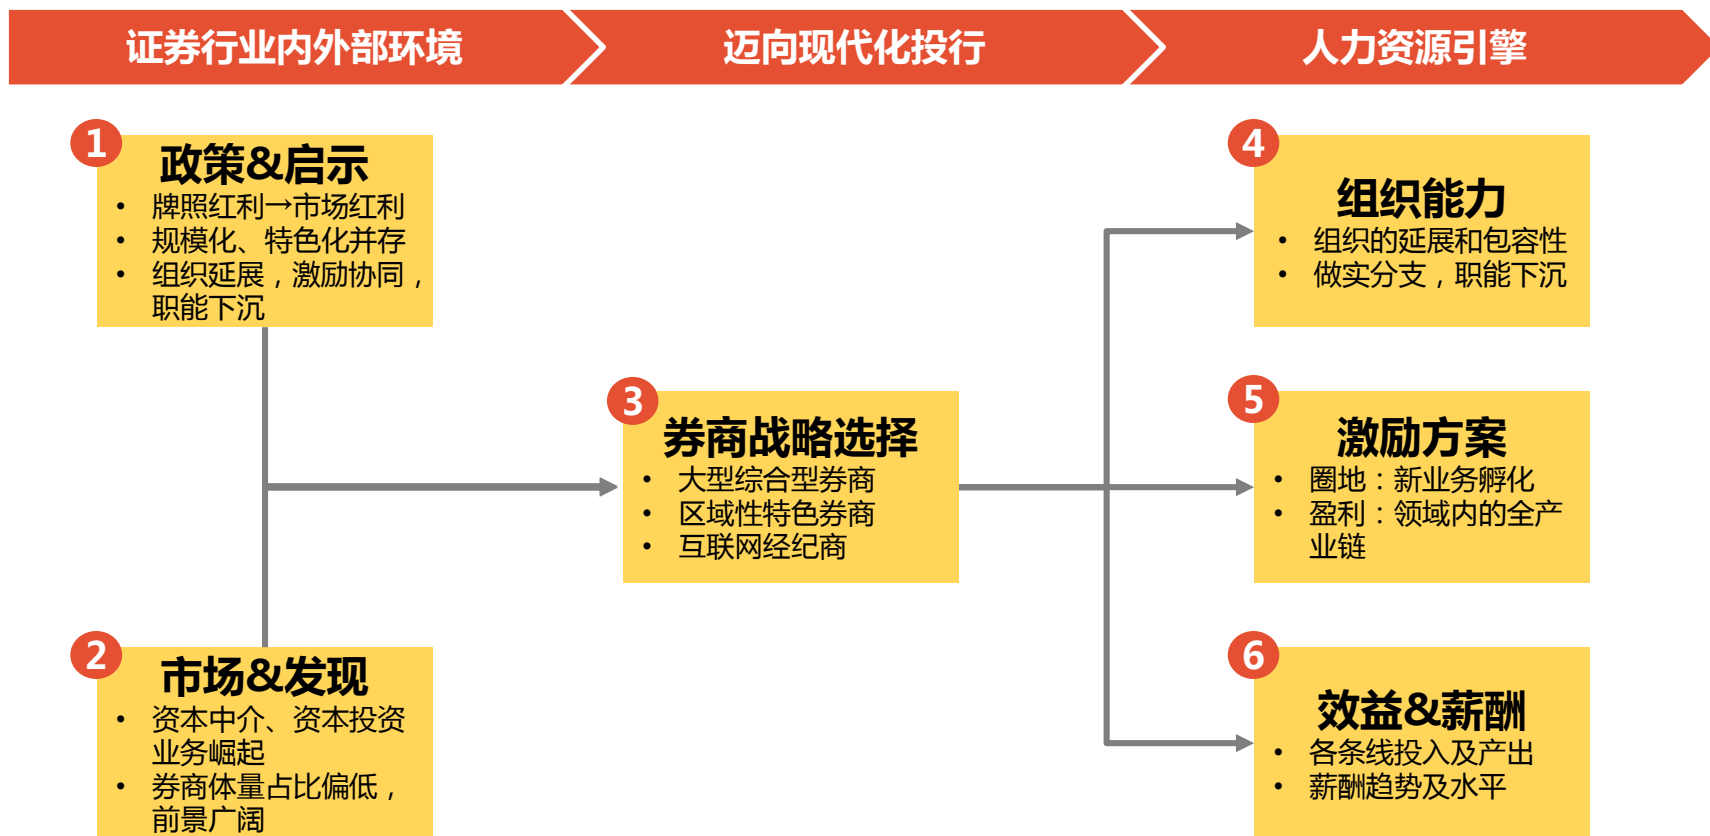 证券行业内外部环境
迈向现代化投行
人力资源引擎
1
政策&启示
• 牌照红利→市场红利
• 规模化、特色化并存
• 组织延展，激励协同，
职能下沉
2
市场&发现
• 资本中介、资本投资
业务崛起
• 券商体量占比偏低，
前景广阔
3
券商战略选择
• 大型综合型券商
• 区域性特色券商
• 互联网经纪商
4
组织能力
• 组织的延展和包容性
• 做实分支，职能下沉
5
激励方案
• 圈地：新业务孵化
• 盈利：领域内的全产
业链
6
效益&薪酬
• 各条线投入及产出
• 薪酬趋势及水平